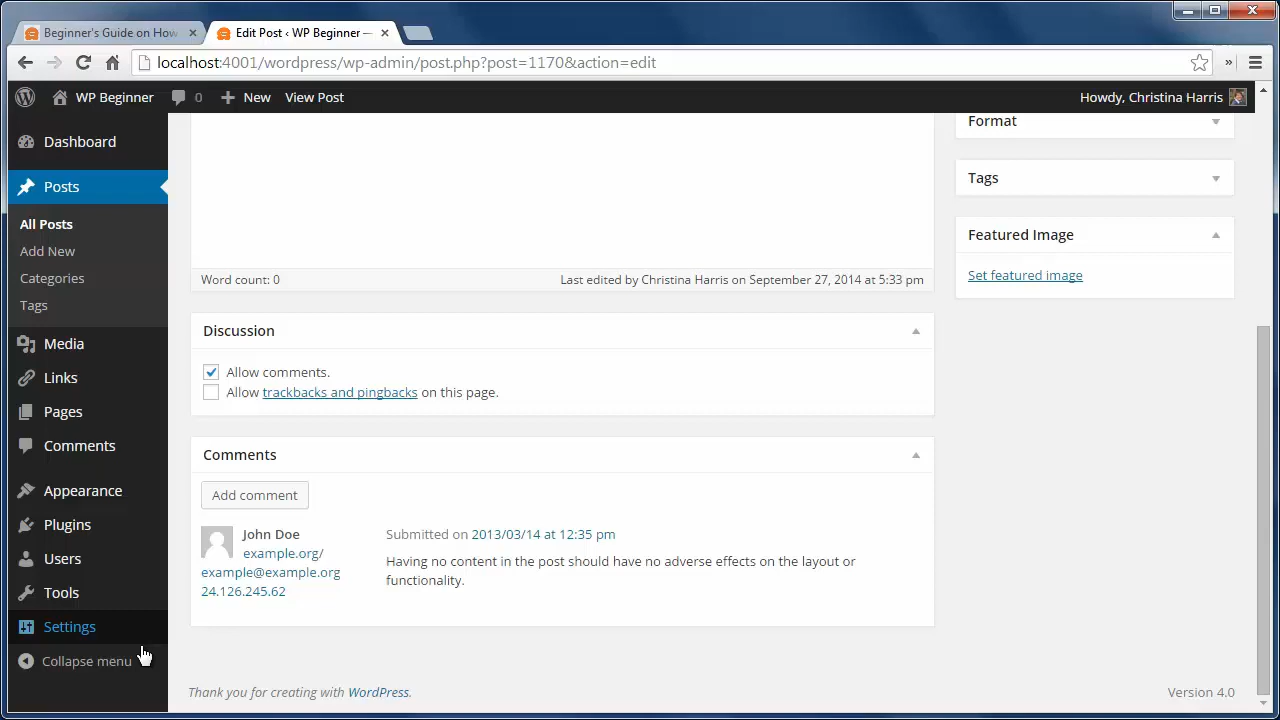 Beginner's Guide on How
Edit Post ‹ WP Beginner —
localhost:4001/wordpress/wp-admin/post.php?post=1170&action=edit
WP Beginner
0
New
View Post
Howdy, Christina Harris
Dashboard
Posts
All Posts
Add New
Categories
Tags
Media
Links
Pages
Comments
Appearance
Plugins
Users
Tools
Settings
Collapse menu
Word count: 0
Last edited by Christina Harris on September 27, 2014 at 5:33 pm
Discussion
Allow comments.
Allow trackbacks and pingbacks on this page.
Comments
Add comment
John Doe
example.org/
example@example.org
24.126.245.62
Submitted on 2013/03/14 at 12:35 pm
Having no content in the post should have no adverse effects on the layout or
functionality.
Format
Tags
Featured Image
Set featured image
Thank you for creating with WordPress.
Version 4.0